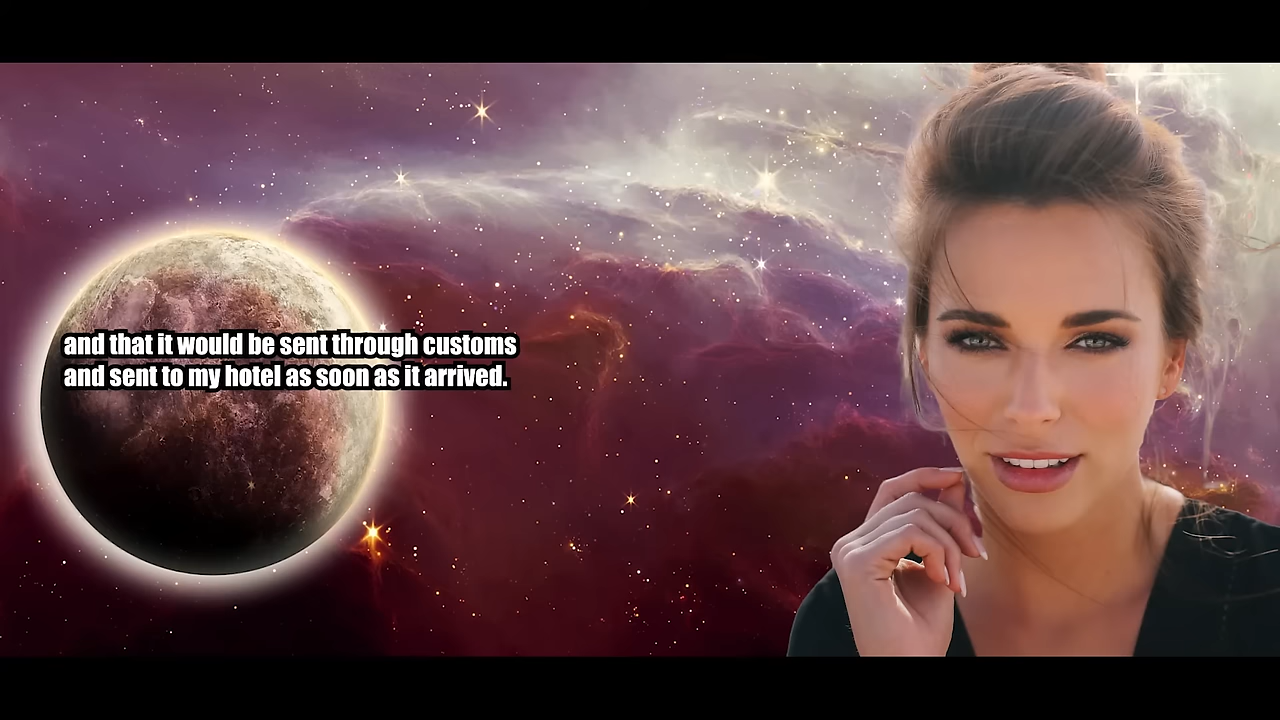 and that it would be sent through customs
and sent to my hotel as soon as it arrived.